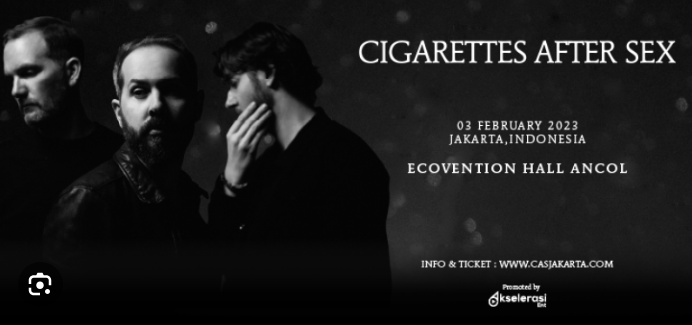 CIGARETTES AFTER SEX
03 FEBRUARY 2023
JAKARTA,INDONESIA
ECOVENTION HALL ANCOL
INFO & TICKET : WWW.CASJAKARTA.COM
Promoted by
Akselerasi
Ent